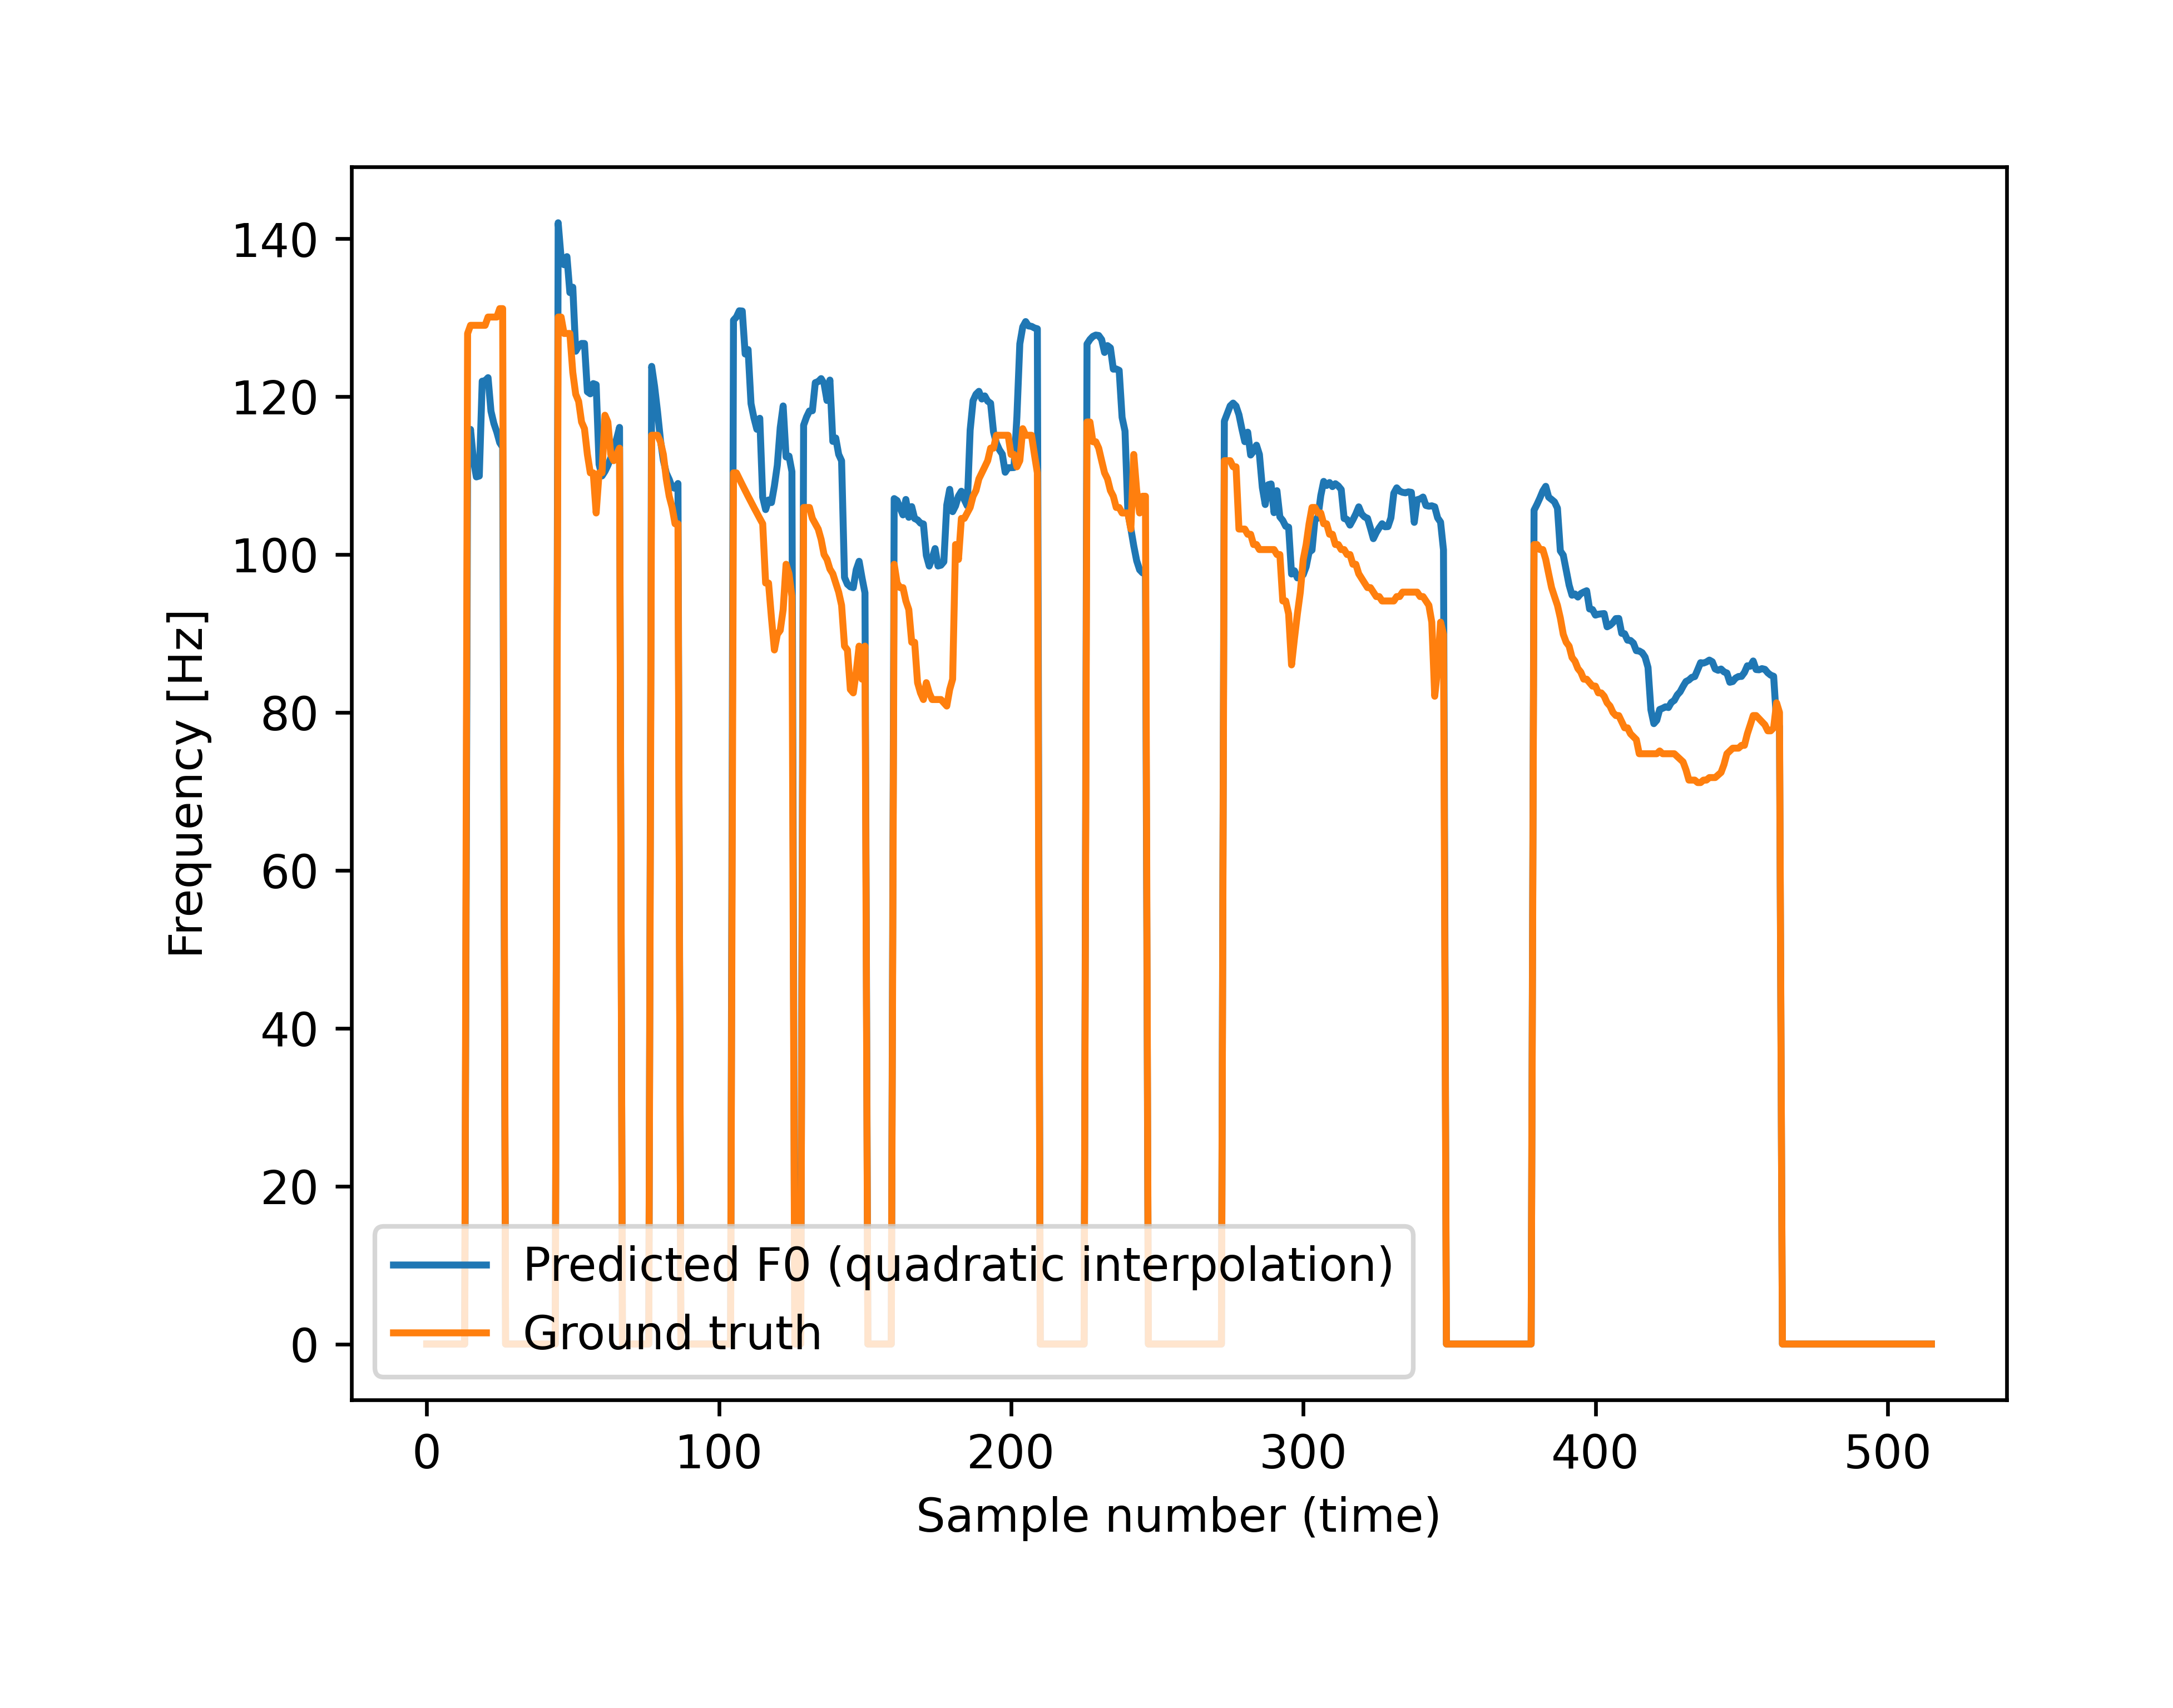 140
120
100
80
60
40
20
0
Frequency [Hz]
Predicted F0 (quadratic interpolation)
Ground truth
0 100 200 300 400 500
Sample number (time)